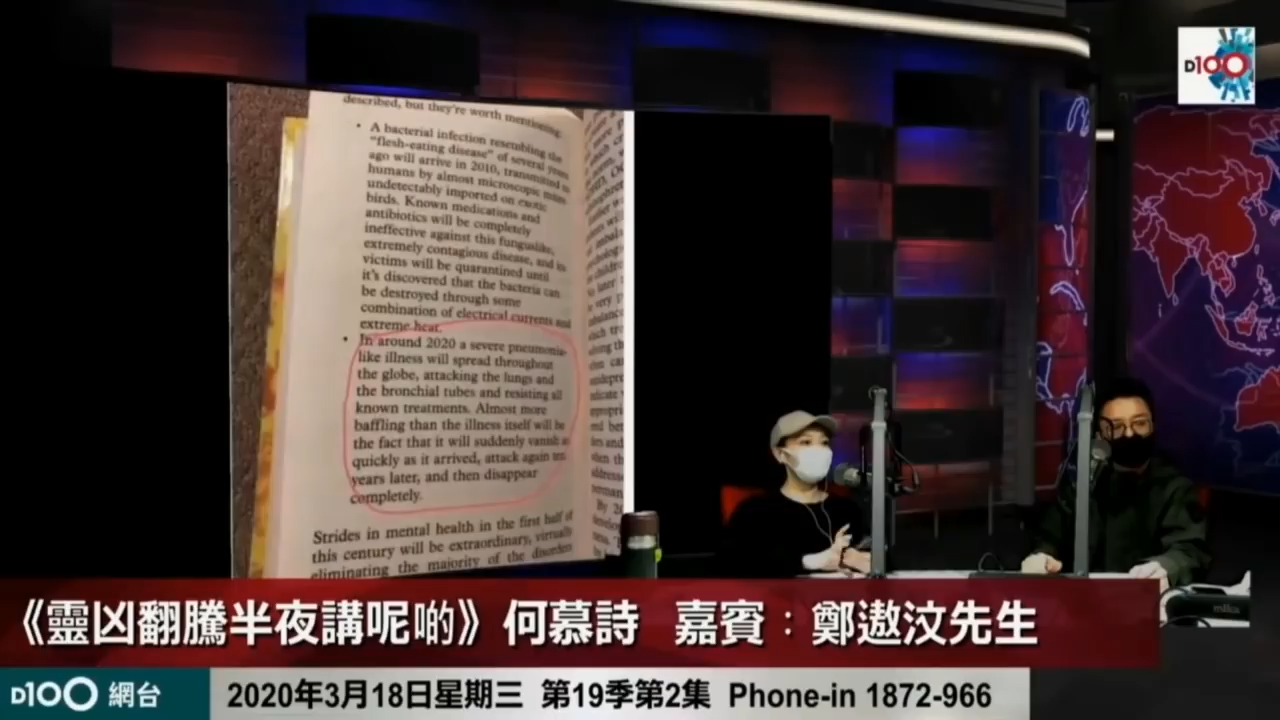 D100
described, but they're worth mentioning.
• A bacterial infection resembling the
"flesh-eating disease" of several years
ago will arrive in 2010, transmitted to
humans by almost microscopic mites
undetectably imported on exotic
birds. Known medications and
antibiotics will be completely
ineffective against this funguslike,
extremely contagious disease, and its
victims will be quarantined until
it's discovered that the bacteria can
be destroyed through some
combination of electrical currents and
extreme heat.
• In around 2020 a severe pneumonia-
like illness will spread throughout
the globe, attacking the lungs and
the bronchial tubes and resisting all
known treatments. Almost more
baffling than the illness itself will be
the fact that it will suddenly vanish as
quickly as it arrived, attack again ten
years later, and then disappear
completely.
Strides in mental health in the first half of
this century will be extraordinary, virtually
eliminating the majority of the disorders
《靈凶翻騰半夜講呢啲》何慕詩 嘉賓：鄭遨汶先生
D100 網台 2020年3月18日星期三 第19季第2集 Phone-in 1872-966